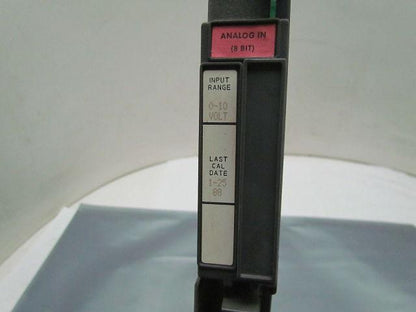 ANALOG IN
(8 BIT)
INPUT
RANGE
0-10
VOLT
LAST
CAL
DATE
1-25
88